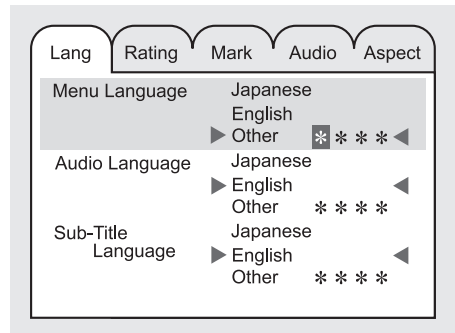 Lang Rating Mark Audio Aspect
Menu Language Japanese
English
▶ Other * * * * ◀
Audio Language Japanese
▶ English ◀
Other * * * *
Sub-Title Japanese
Language ▶ English ◀
Other * * * *